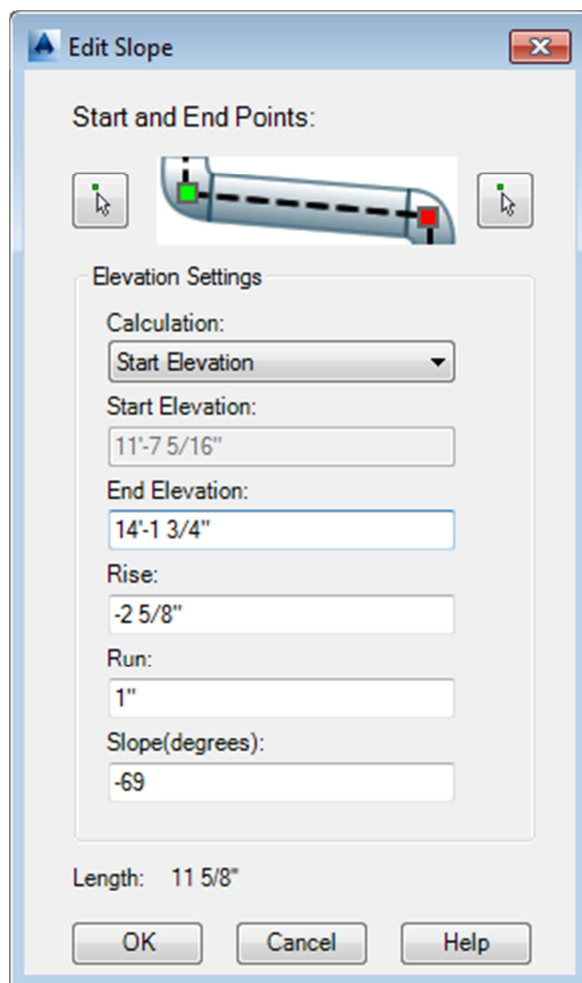 Edit Slope
Start and End Points:
Elevation Settings
Calculation:
Start Elevation
Start Elevation:
11'-7 5/16"
End Elevation:
14'-1 3/4"
Rise:
-2 5/8"
Run:
1"
Slope(degrees):
-69
Length: 11 5/8"
OK Cancel Help